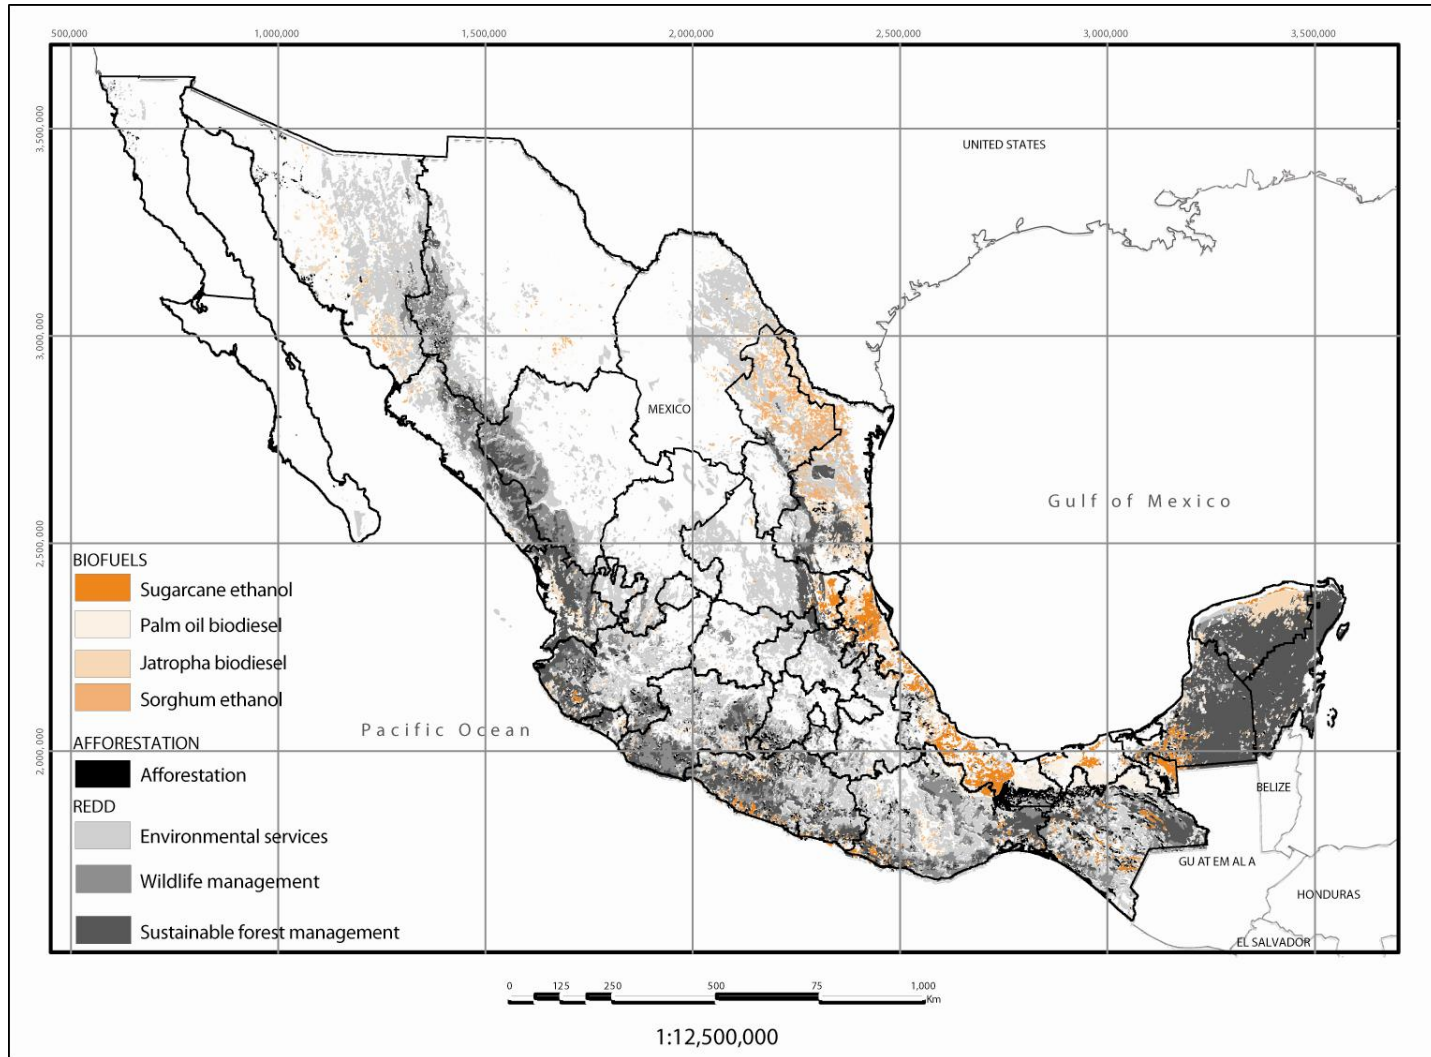 500,000 1,000,000 1,500,000 2,000,000 2,500,000 3,000,000 3,500,000
3,500,000
UNITED STATES
3,000,000
MEXICO
Gulf of Mexico
2,500,000
BIOFUELS
Sugarcane ethanol
Palm oil biodiesel
Jatropha biodiesel
Sorghum ethanol
Pacific Ocean
AFFORESTATION
2,000,000
Afforestation
BELIZE
REDD
Environmental services
GU AT EM AL A
Wildlife management
HONDURAS
Sustainable forest management
EL SALVADOR
0 125 250 500 75 1,000
Km
1:12,500,000